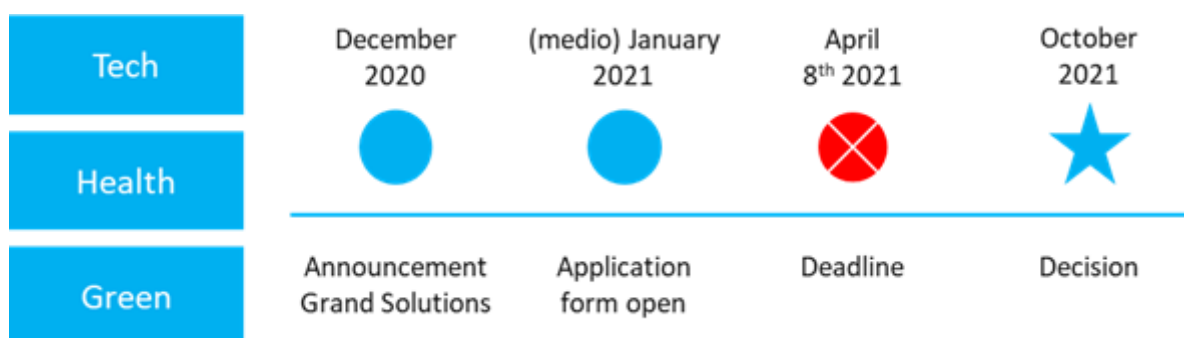 Tech
Health
Green
December
2020
(medio) January
2021
April
8th 2021
October
2021
Announcement
Grand Solutions
Application
form open
Deadline
Decision